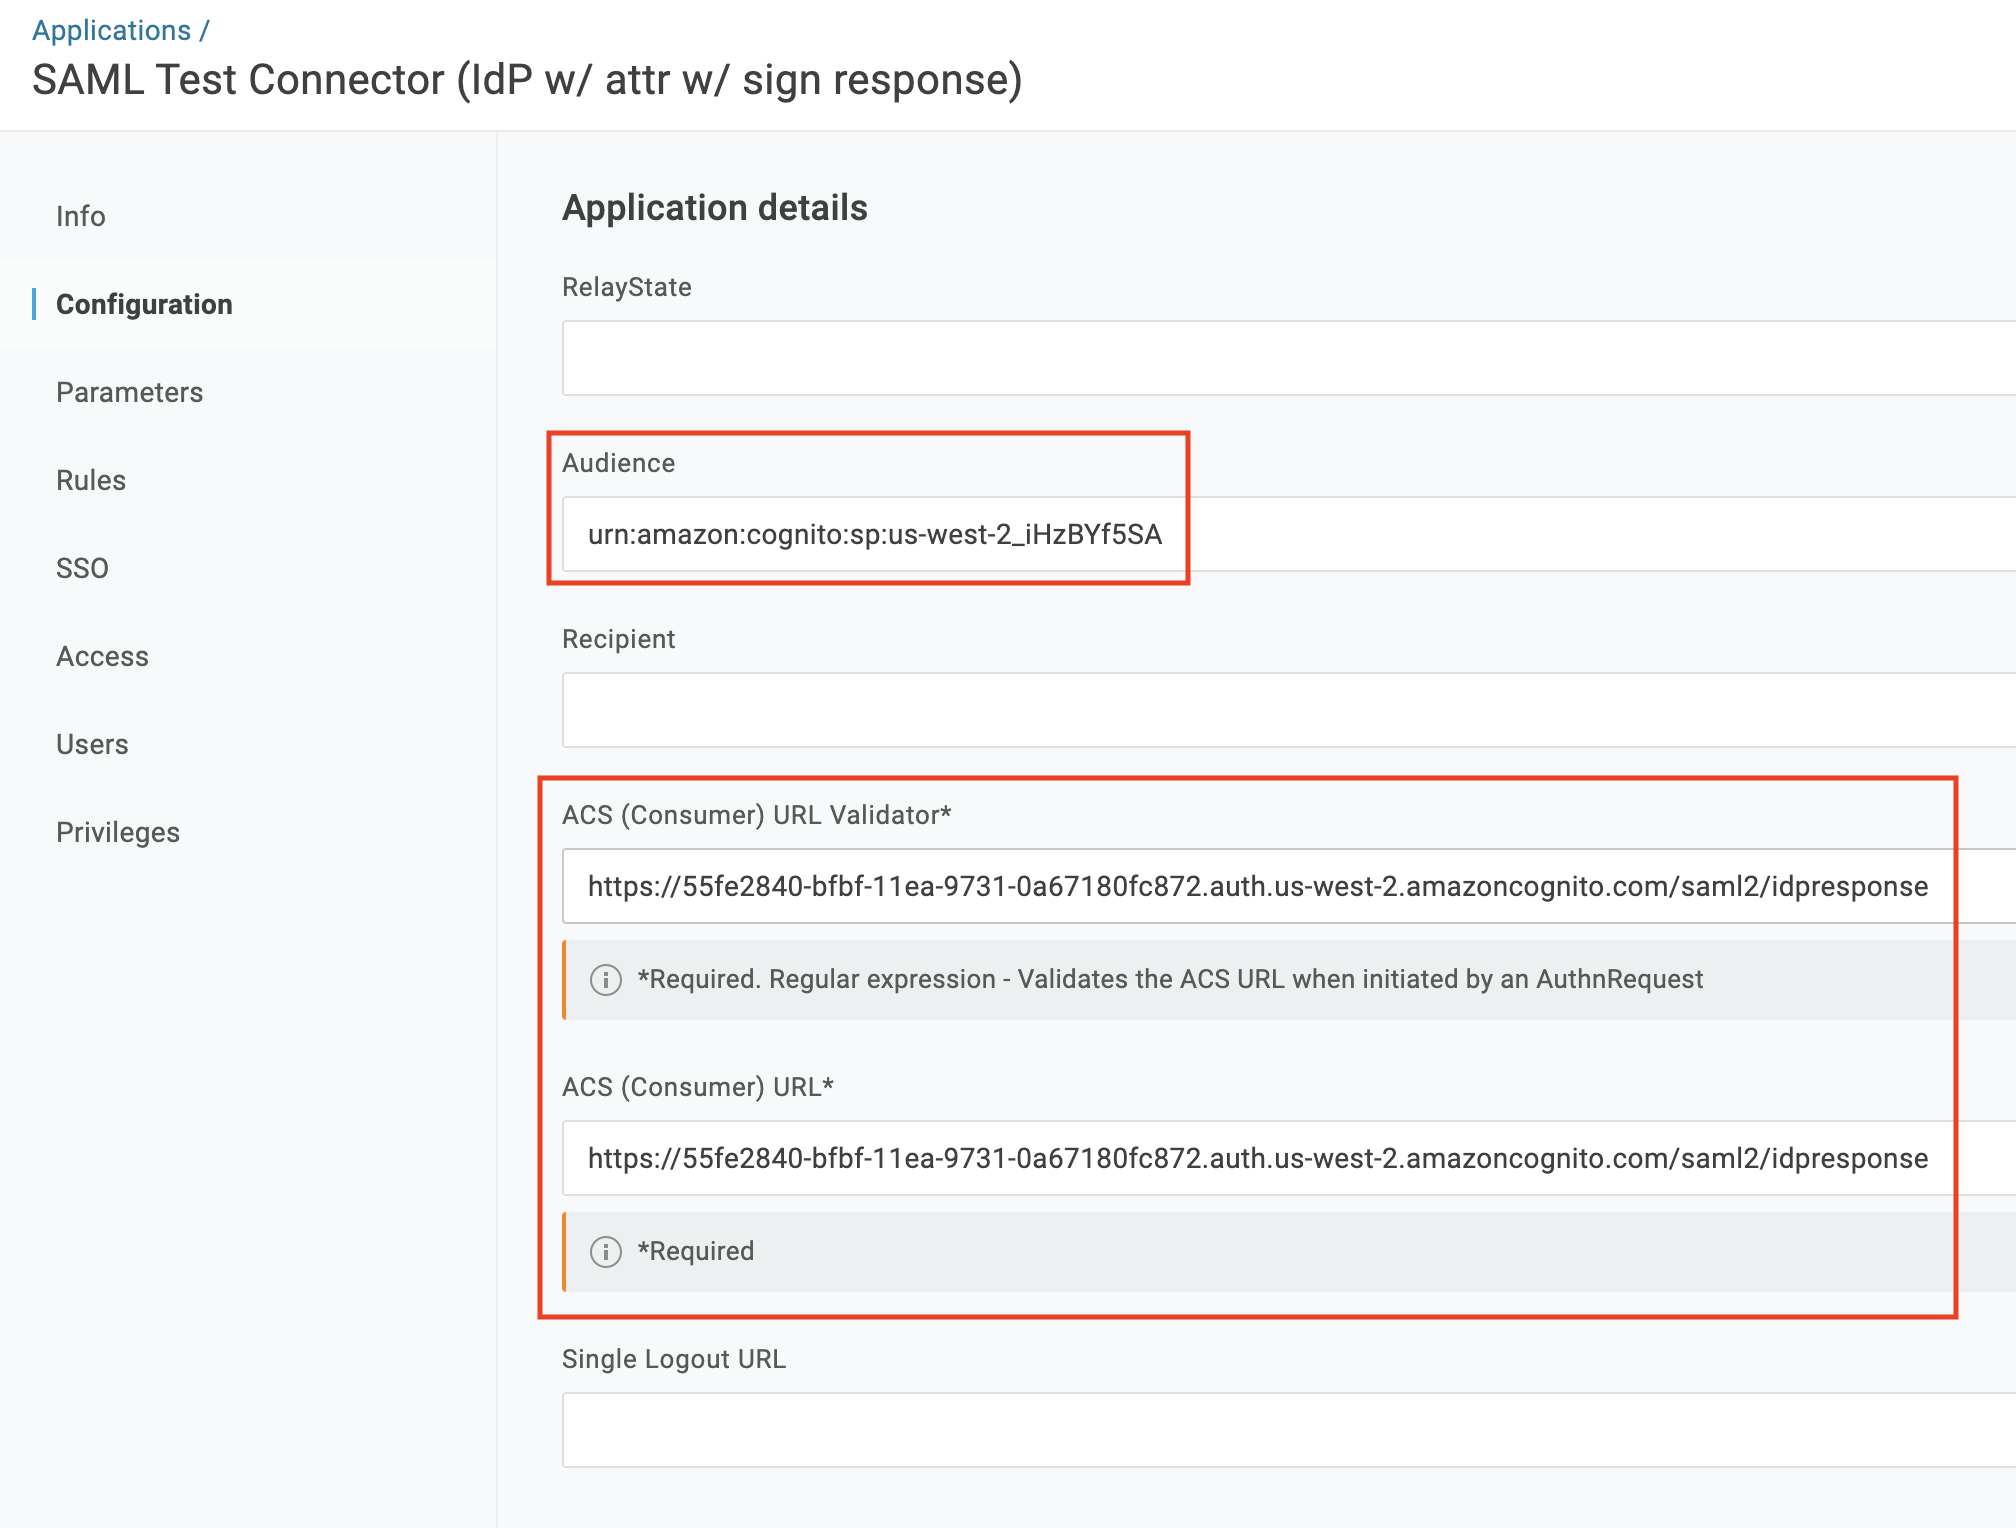 Applications /
SAML Test Connector (IdP w/ attr w/ sign response)
Info
Configuration
Parameters
Rules
SSO
Access
Users
Privileges
Application details
RelayState
Audience
urn:amazon:cognito:sp:us-west-2_iHzBYf5SA
Recipient
ACS (Consumer) URL Validator*
https://55fe2840-bfbf-11ea-9731-0a67180fc872.auth.us-west-2.amazoncognito.com/saml2/idpresponse
*Required. Regular expression - Validates the ACS URL when initiated by an AuthnRequest
ACS (Consumer) URL*
https://55fe2840-bfbf-11ea-9731-0a67180fc872.auth.us-west-2.amazoncognito.com/saml2/idpresponse
*Required
Single Logout URL